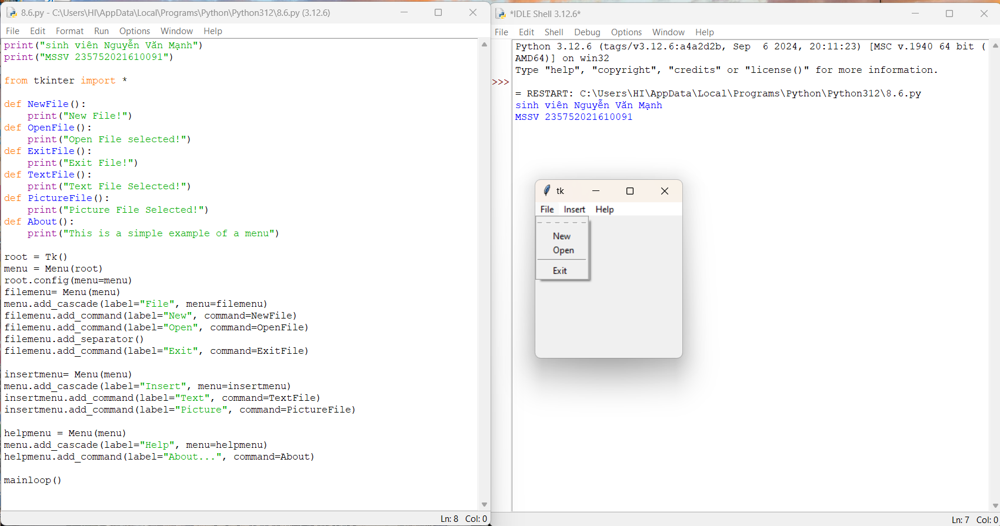 8.6.py - C:\Users\HI\AppData\Local\Programs\Python\Python312\8.6.py (3.12.6)
File Edit Format Run Options Window Help
print("sinh viên Nguyễn Văn Mạnh")
print("MSSV 235752021610091")

from tkinter import *

def NewFile():
    print("New File!")
def OpenFile():
    print("Open File selected!")
def ExitFile():
    print("Exit File!")
def TextFile():
    print("Text File Selected!")
def PictureFile():
    print("Picture File Selected!")
def About():
    print("This is a simple example of a menu")

root = Tk()
menu = Menu(root)
root.config(menu=menu)
filemenu= Menu(menu)
menu.add_cascade(label="File", menu=filemenu)
filemenu.add_command(label="New", command=NewFile)
filemenu.add_command(label="Open", command=OpenFile)
filemenu.add_separator()
filemenu.add_command(label="Exit", command=ExitFile)

insertmenu= Menu(menu)
menu.add_cascade(label="Insert", menu=insertmenu)
insertmenu.add_command(label="Text", command=TextFile)
insertmenu.add_command(label="Picture", command=PictureFile)

helpmenu = Menu(menu)
menu.add_cascade(label="Help", menu=helpmenu)
helpmenu.add_command(label="About...", command=About)

mainloop()
Ln: 8 Col: 0
*IDLE Shell 3.12.6*
File Edit Shell Debug Options Window Help
Python 3.12.6 (tags/v3.12.6:a4a2d2b, Sep  6 2024, 20:11:23) [MSC v.1940 64 bit (
AMD64)] on win32
Type "help", "copyright", "credits" or "license()" for more information.
>>>
= RESTART: C:\Users\HI\AppData\Local\Programs\Python\Python312\8.6.py
sinh viên Nguyễn Văn Mạnh
MSSV 235752021610091
tk
File Insert Help
New
Open
Exit
Ln: 7 Col: 0